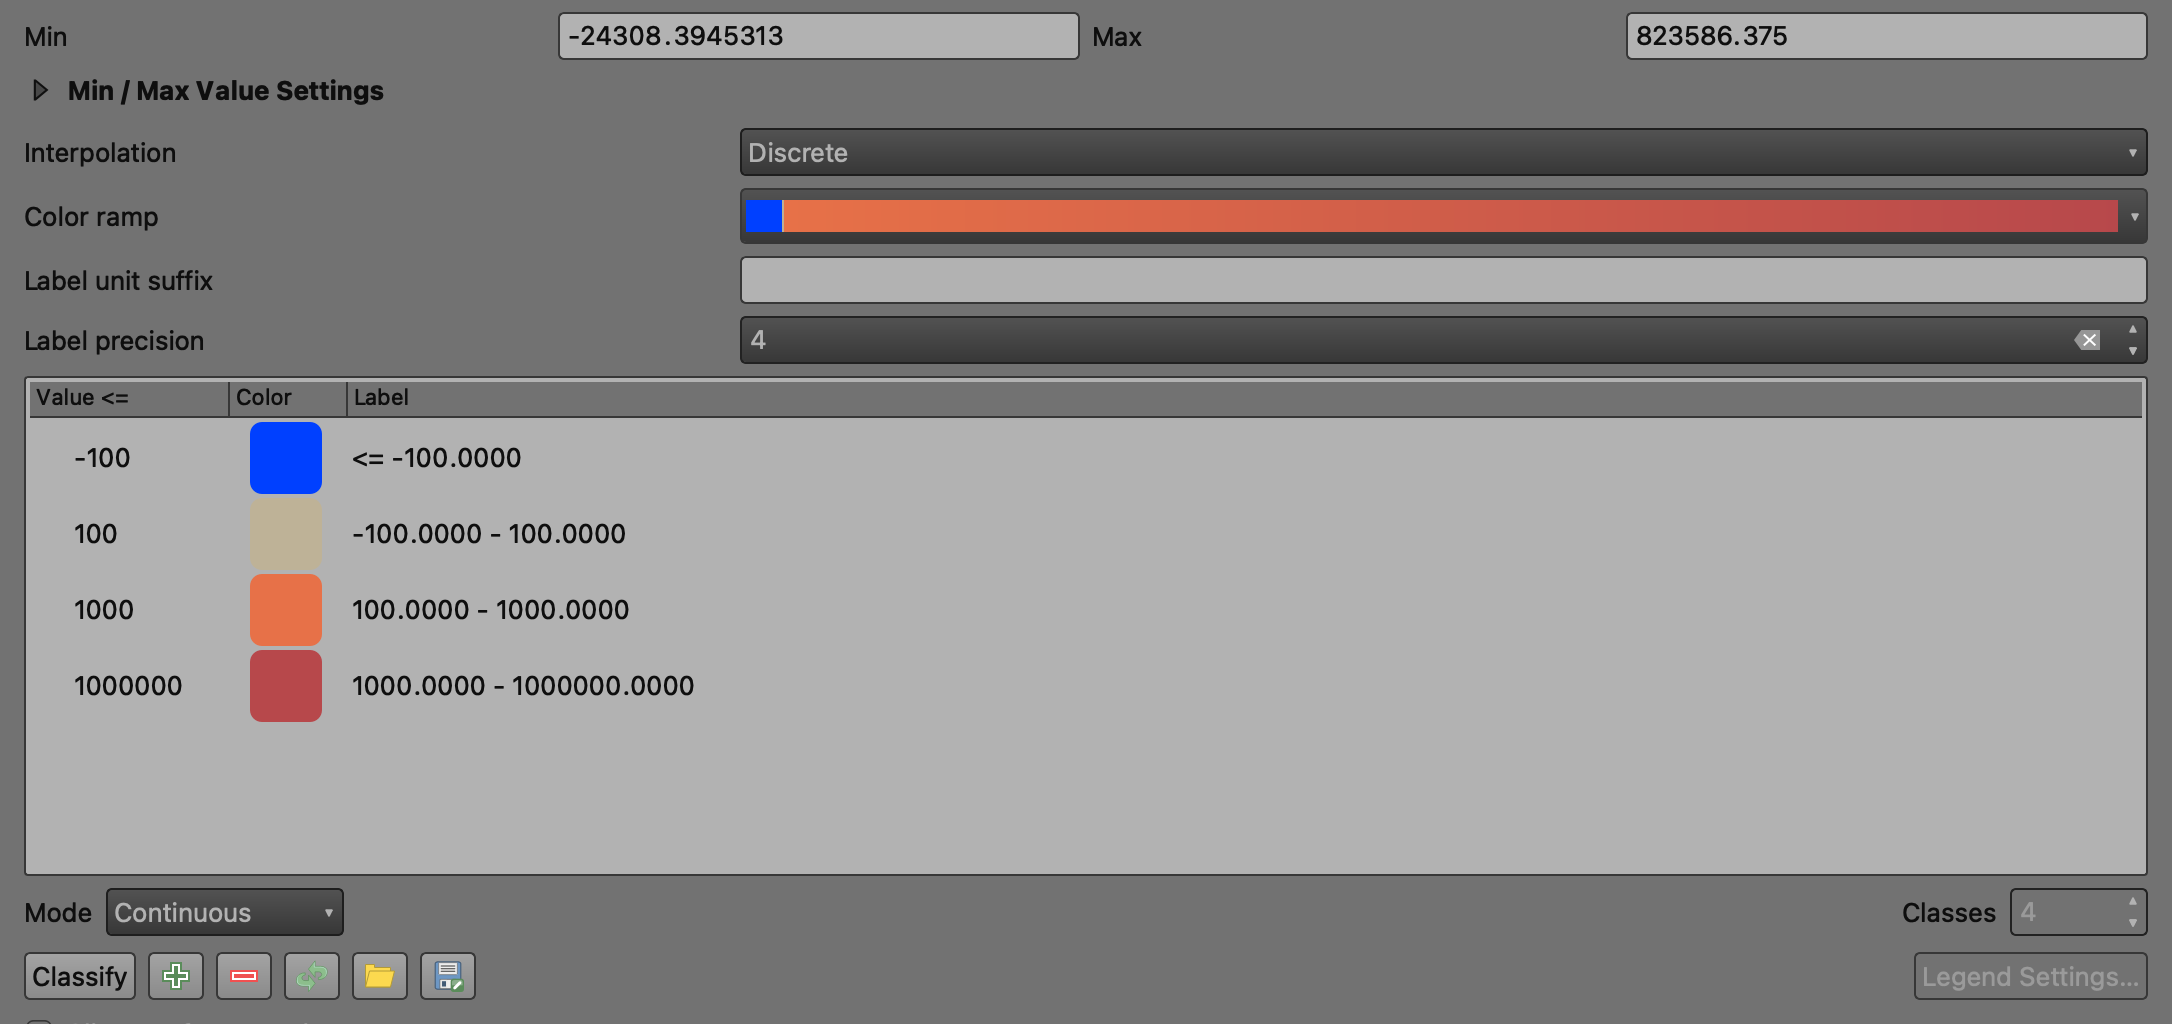 Min -24308.3945313 Max 823586.375
Min / Max Value Settings
Interpolation Discrete
Color ramp
Label unit suffix
Label precision 4
Value <= Color Label
-100 <= -100.0000
100 -100.0000 - 100.0000
1000 100.0000 - 1000.0000
1000000 1000.0000 - 1000000.0000
Mode Continuous Classes 4
Classify Legend Settings...